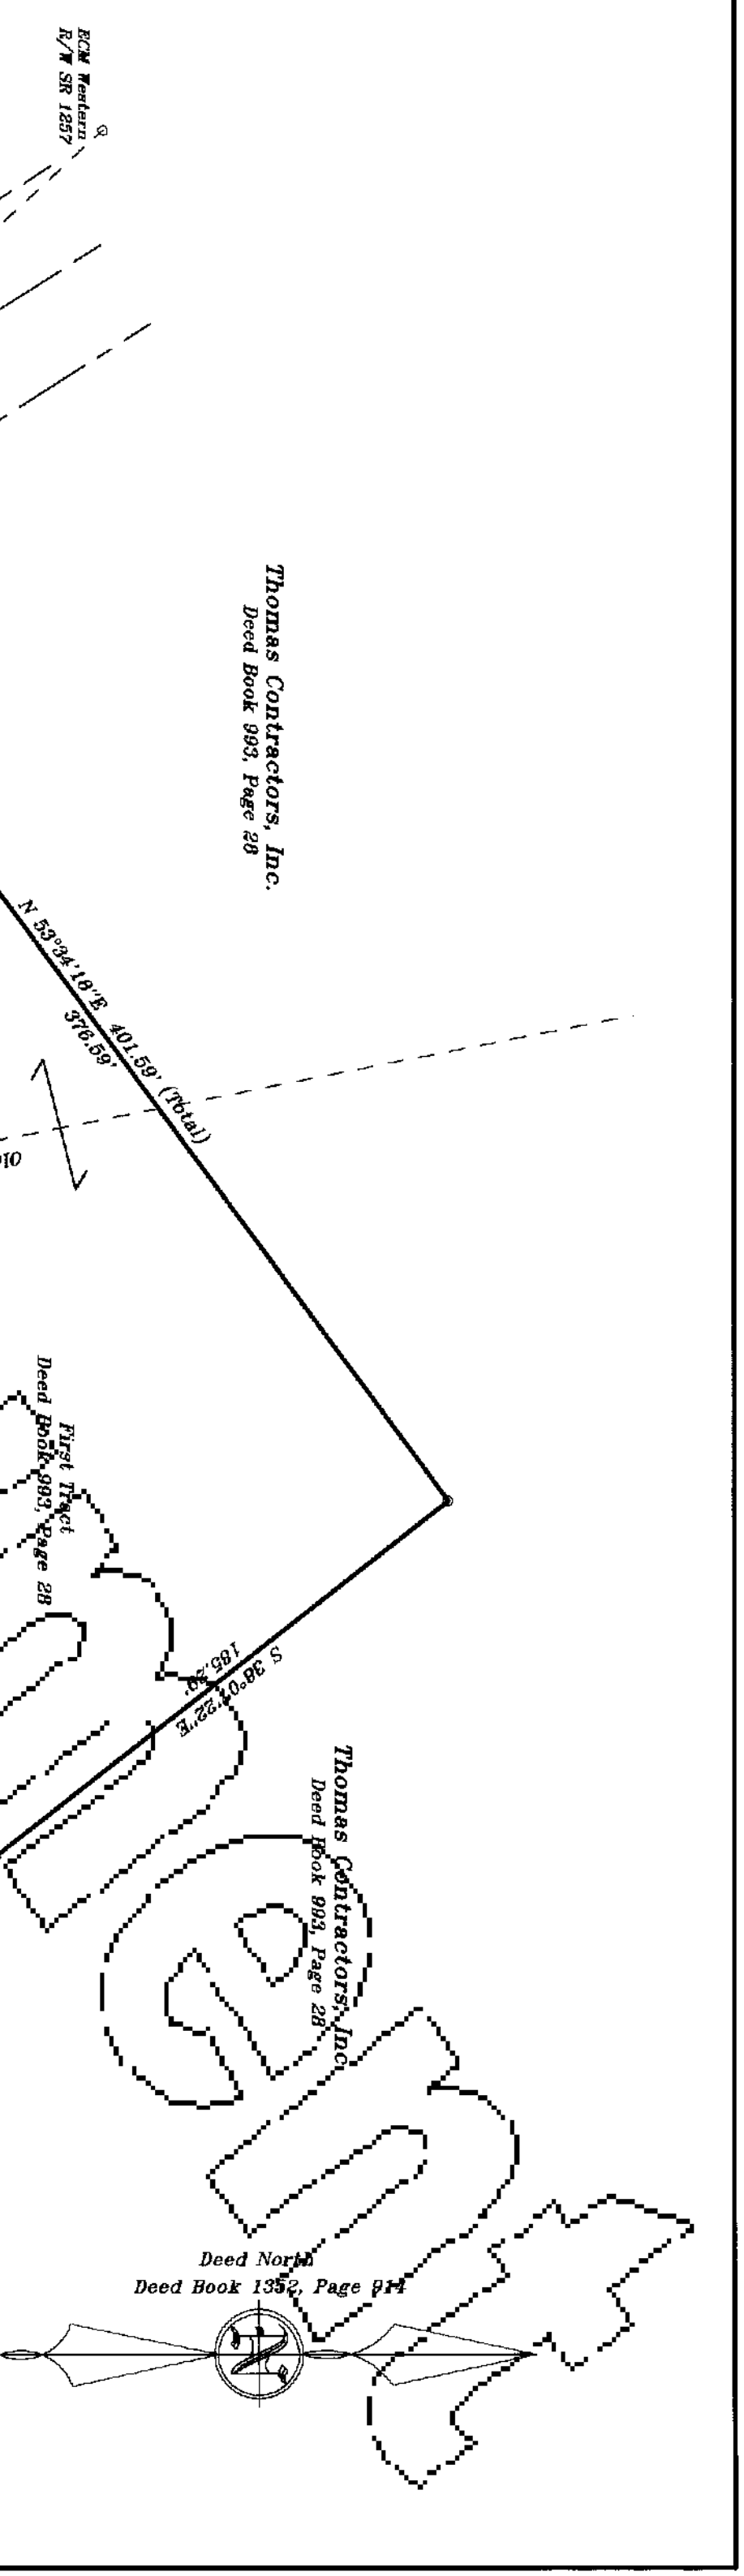 ECM Western
R/W SR 1257
Thomas Contractors, Inc.
Deed Book 993, Page 28
N 53°34'18"E 401.59' (Total)
376.59'
First Tract
Deed Book 993, Page 28
S 38°07'22"E
185.29'
Thomas Contractors, Inc.
Deed Book 993, Page 28
Deed North
Deed Book 1352, Page 914
N
ment